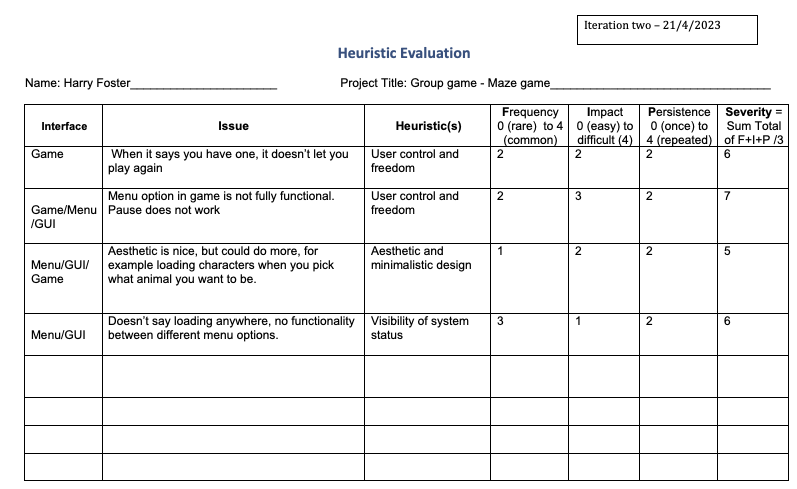 Iteration two – 21/4/2023
Heuristic Evaluation
Name: Harry Foster______________________ Project Title: Group game - Maze game_________________________________
Interface Issue Heuristic(s) Frequency 0 (rare) to 4 (common) Impact 0 (easy) to difficult (4) Persistence 0 (once) to 4 (repeated) Severity = Sum Total of F+I+P /3
Game When it says you have one, it doesn’t let you play again User control and freedom 2 2 2 6
Game/Menu/GUI Menu option in game is not fully functional. Pause does not work User control and freedom 2 3 2 7
Menu/GUI/Game Aesthetic is nice, but could do more, for example loading characters when you pick what animal you want to be. Aesthetic and minimalistic design 1 2 2 5
Menu/GUI Doesn’t say loading anywhere, no functionality between different menu options. Visibility of system status 3 1 2 6